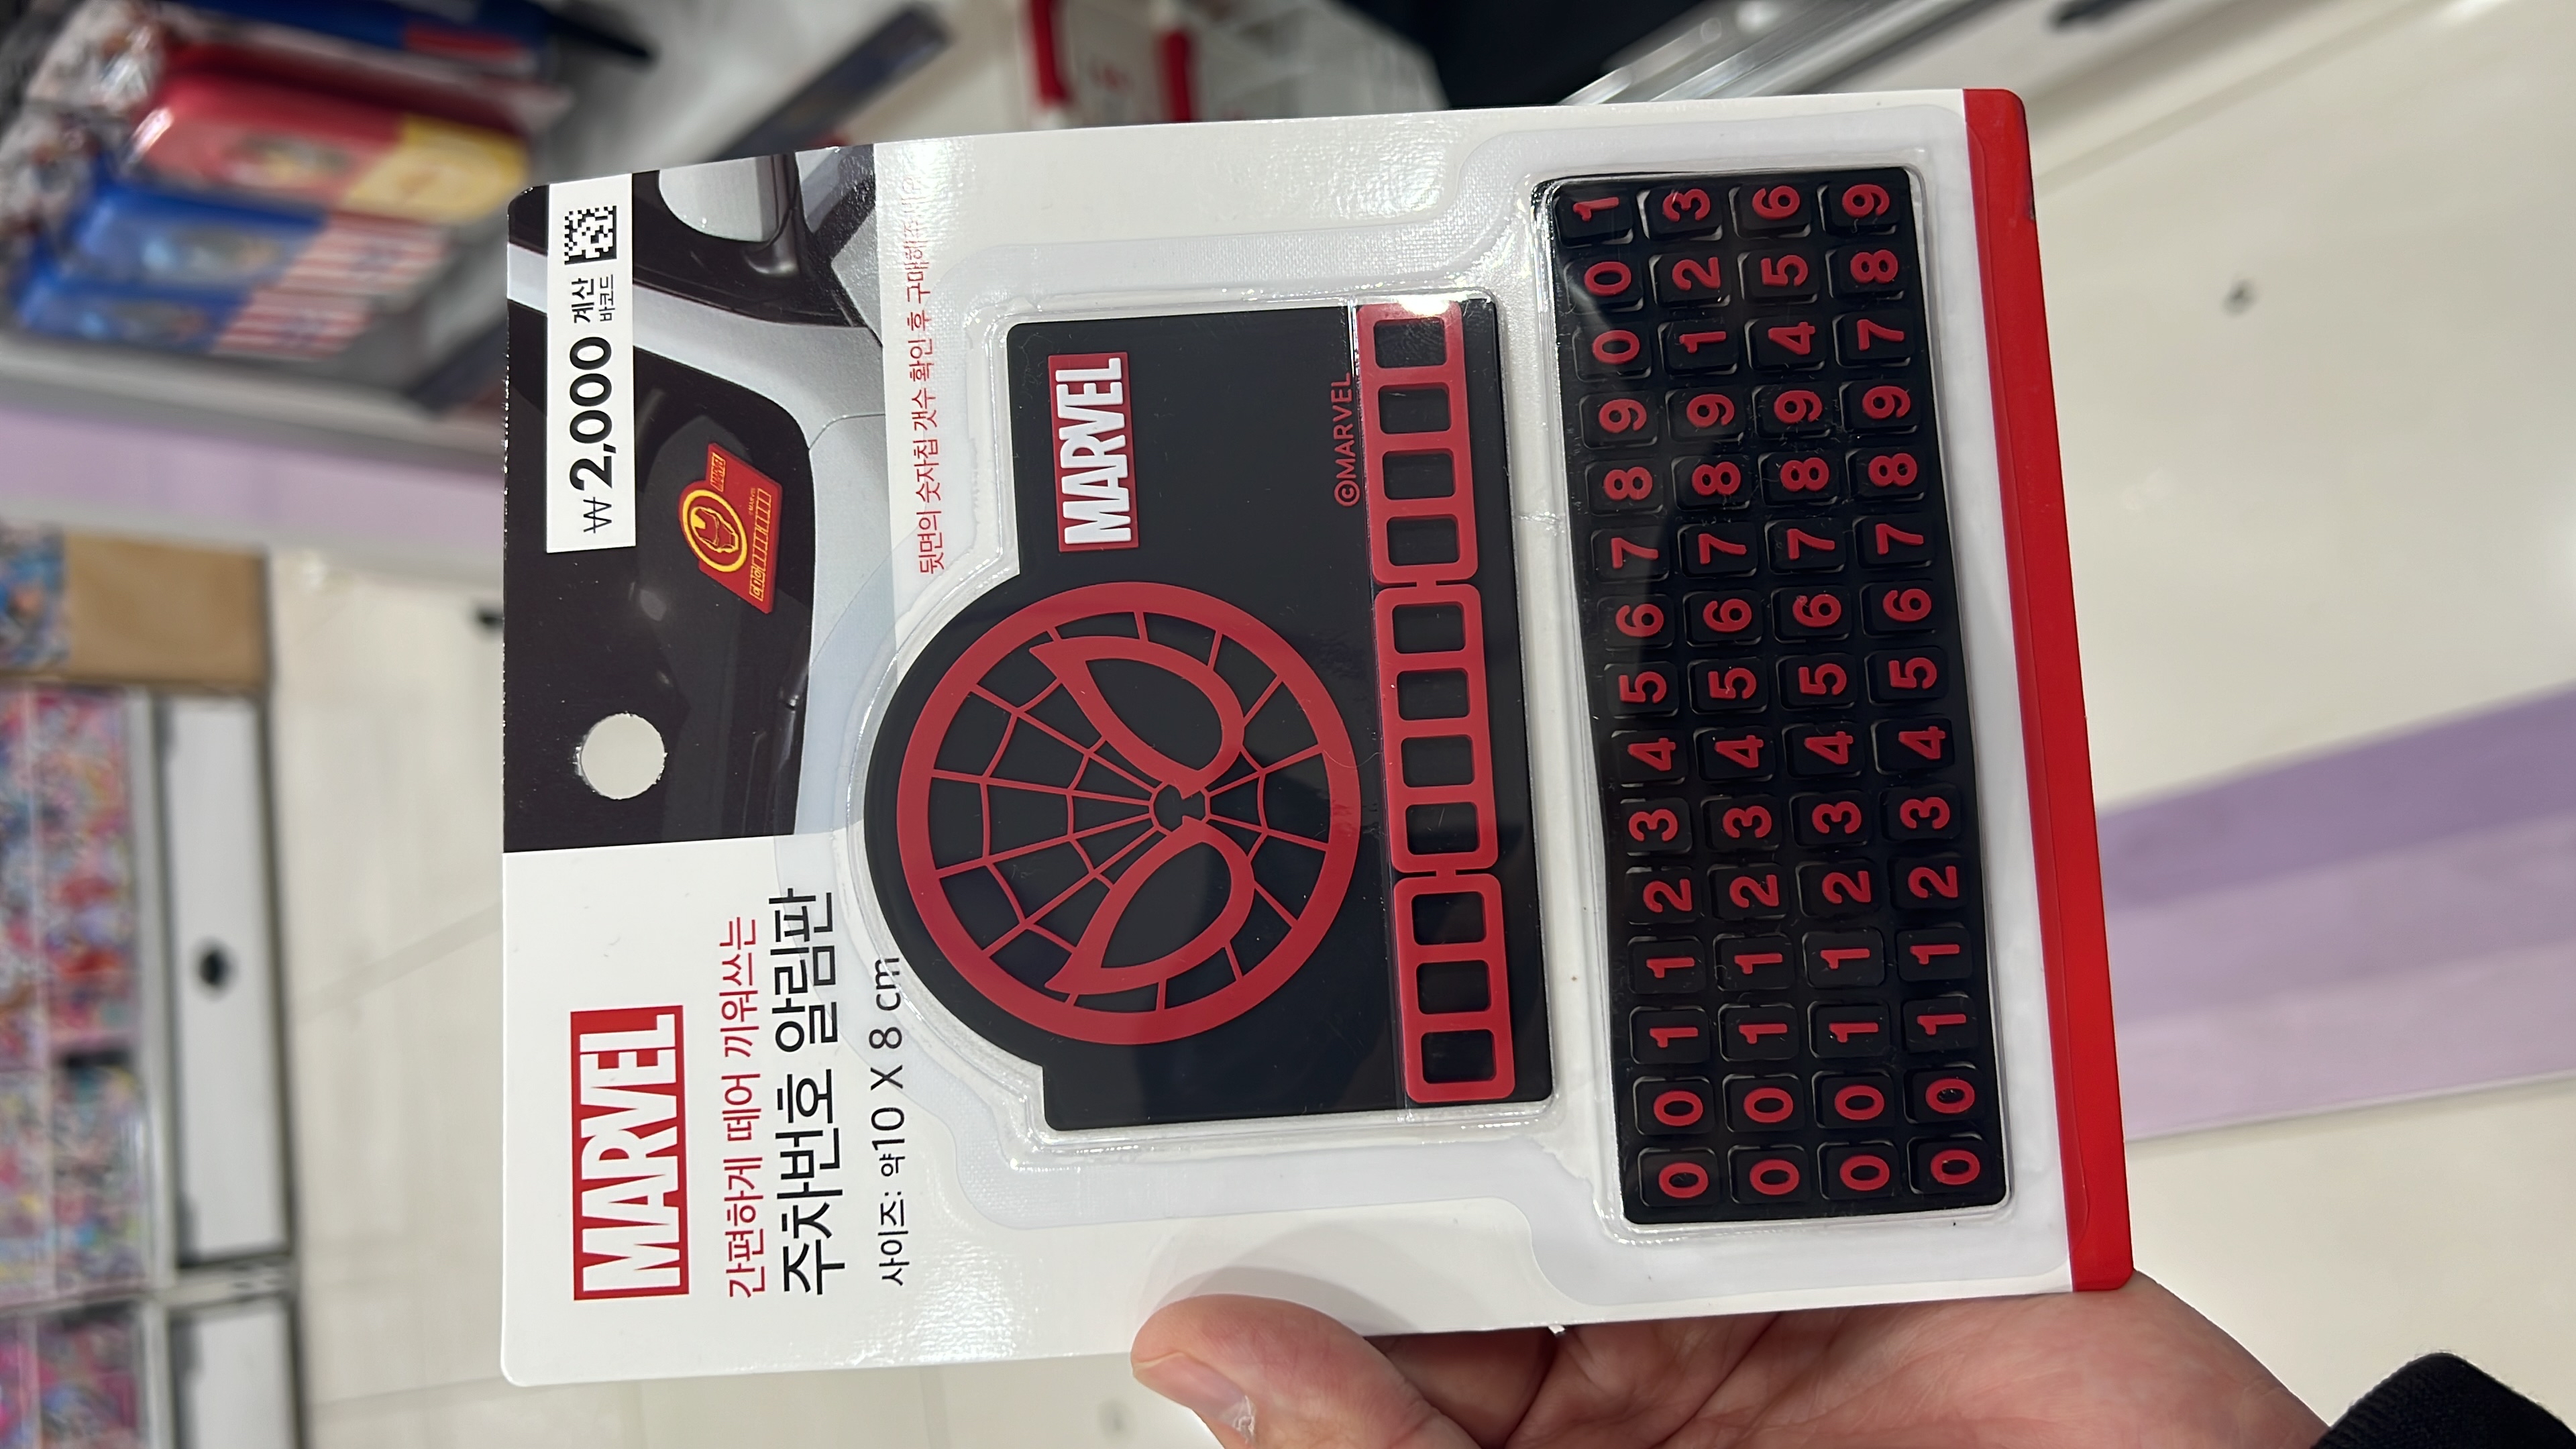 MARVEL
간편하게 떼어 끼워쓰는
주차번호 알림판
사이즈: 약10 X 8 cm
₩2,000 계산
바코드
뒷면의 숫자칩 갯수 확인 후 구매해주세요
MARVEL
©MARVEL
0 0 1 1 2 3 4 5 6 7 8 9 0 0 1
0 0 1 1 2 3 4 5 6 7 8 9 1 2 3
0 0 1 1 2 3 4 5 6 7 8 9 4 5 6
0 0 1 1 2 3 4 5 6 7 8 9 7 8 9